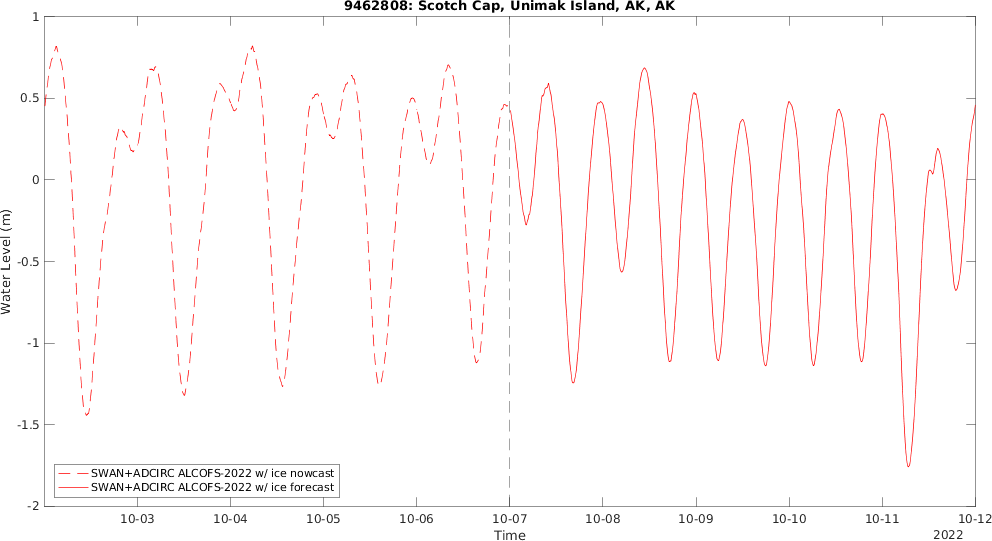 9462808: Scotch Cap, Unimak Island, AK, AK
1
0.5
0
-0.5
-1
-1.5
-2
Water Level (m)
SWAN+ADCIRC ALCOFS-2022 w/ ice nowcast
SWAN+ADCIRC ALCOFS-2022 w/ ice forecast
10-03 10-04 10-05 10-06 10-07 10-08 10-09 10-10 10-11 10-12
Time
2022